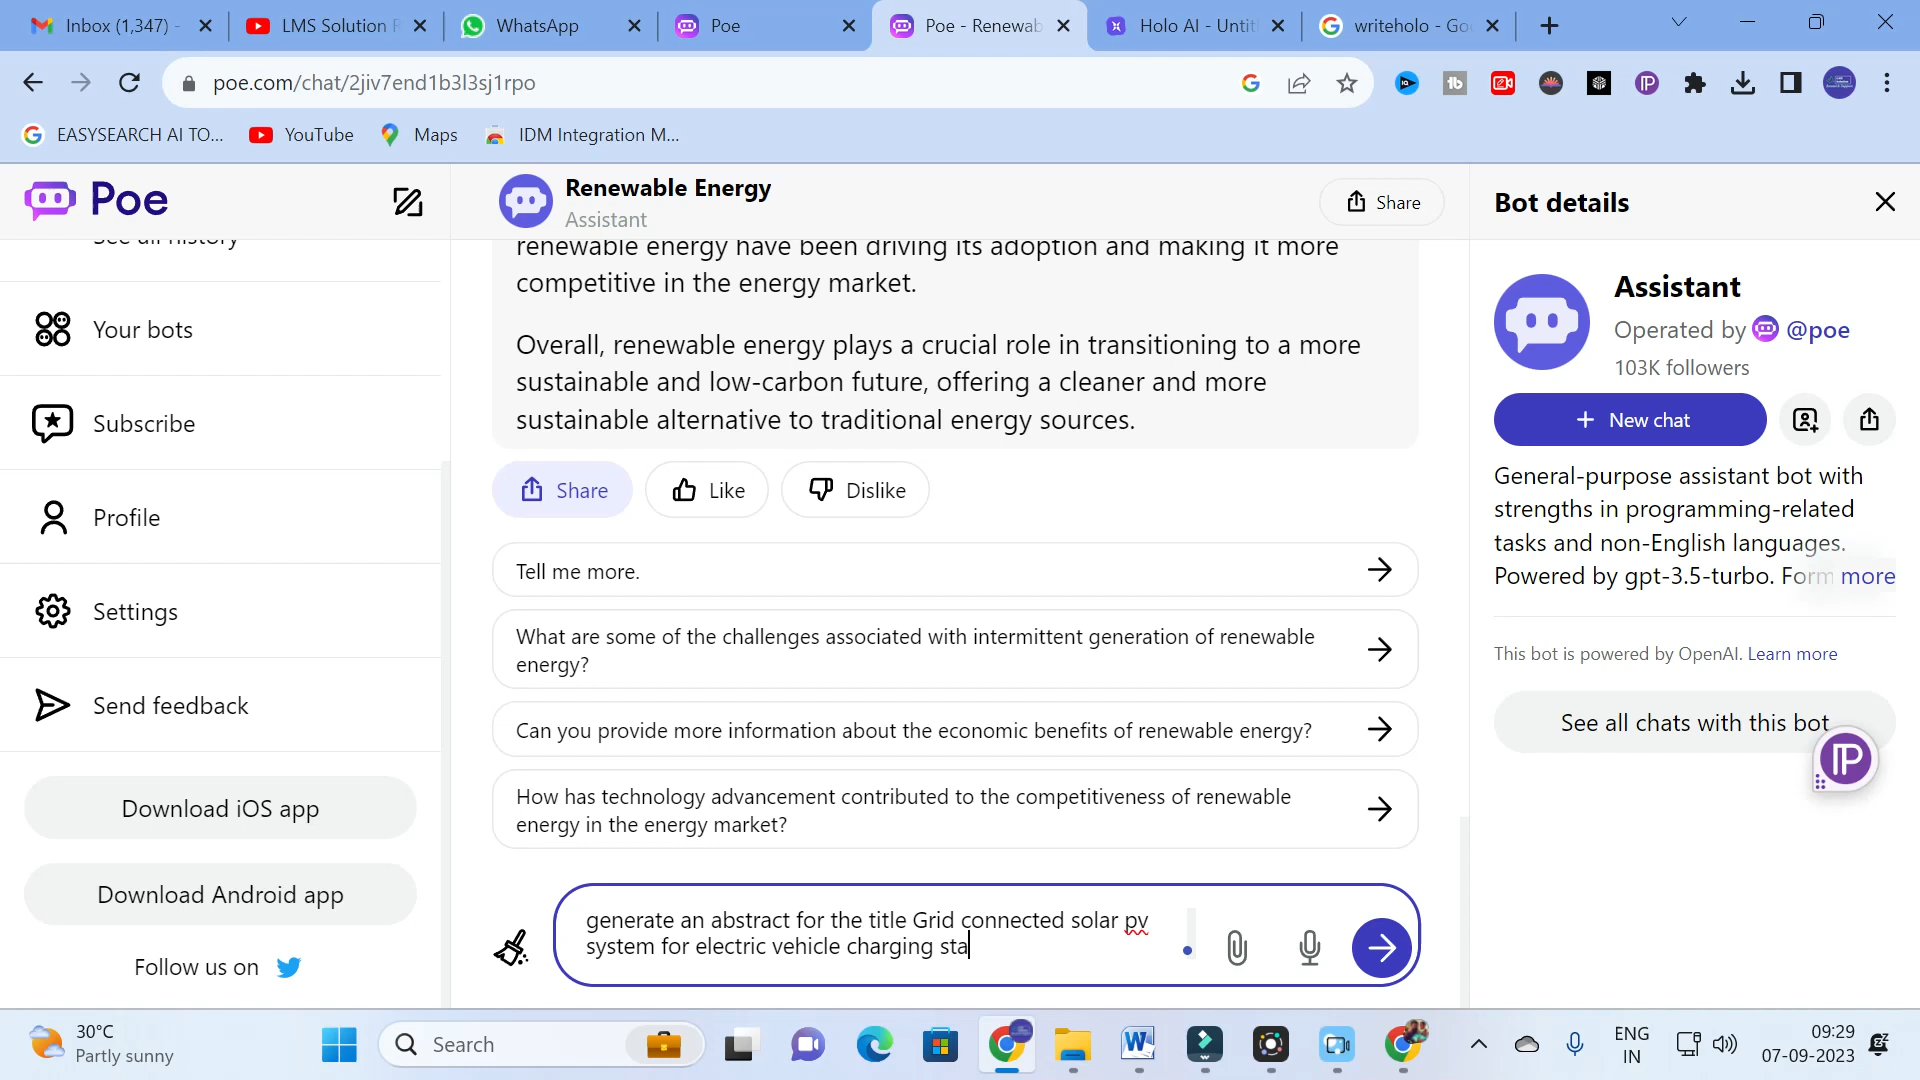 Inbox (1,347) -
LMS Solution
WhatsApp
Poe
Poe - Renewab
Holo AI - Untit
writeholo - Go
poe.com/chat/2jiv7end1b3l3sj1rpo
EASYSEARCH AI TO...
YouTube
Maps
IDM Integration M...
Poe
See all history
Your bots
Subscribe
Profile
Settings
Send feedback
Download iOS app
Download Android app
Follow us on
Renewable Energy
Assistant
Share
renewable energy have been driving its adoption and making it more
competitive in the energy market.
Overall, renewable energy plays a crucial role in transitioning to a more
sustainable and low-carbon future, offering a cleaner and more
sustainable alternative to traditional energy sources.
Share
Like
Dislike
Tell me more.
What are some of the challenges associated with intermittent generation of renewable
energy?
Can you provide more information about the economic benefits of renewable energy?
How has technology advancement contributed to the competitiveness of renewable
energy in the energy market?
generate an abstract for the title Grid connected solar pv
system for electric vehicle charging sta
Bot details
Assistant
Operated by @poe
103K followers
+ New chat
General-purpose assistant bot with
strengths in programming-related
tasks and non-English languages.
Powered by gpt-3.5-turbo. Form more
This bot is powered by OpenAI. Learn more
See all chats with this bot
30°C
Partly sunny
Search
ENG
IN
09:29
07-09-2023